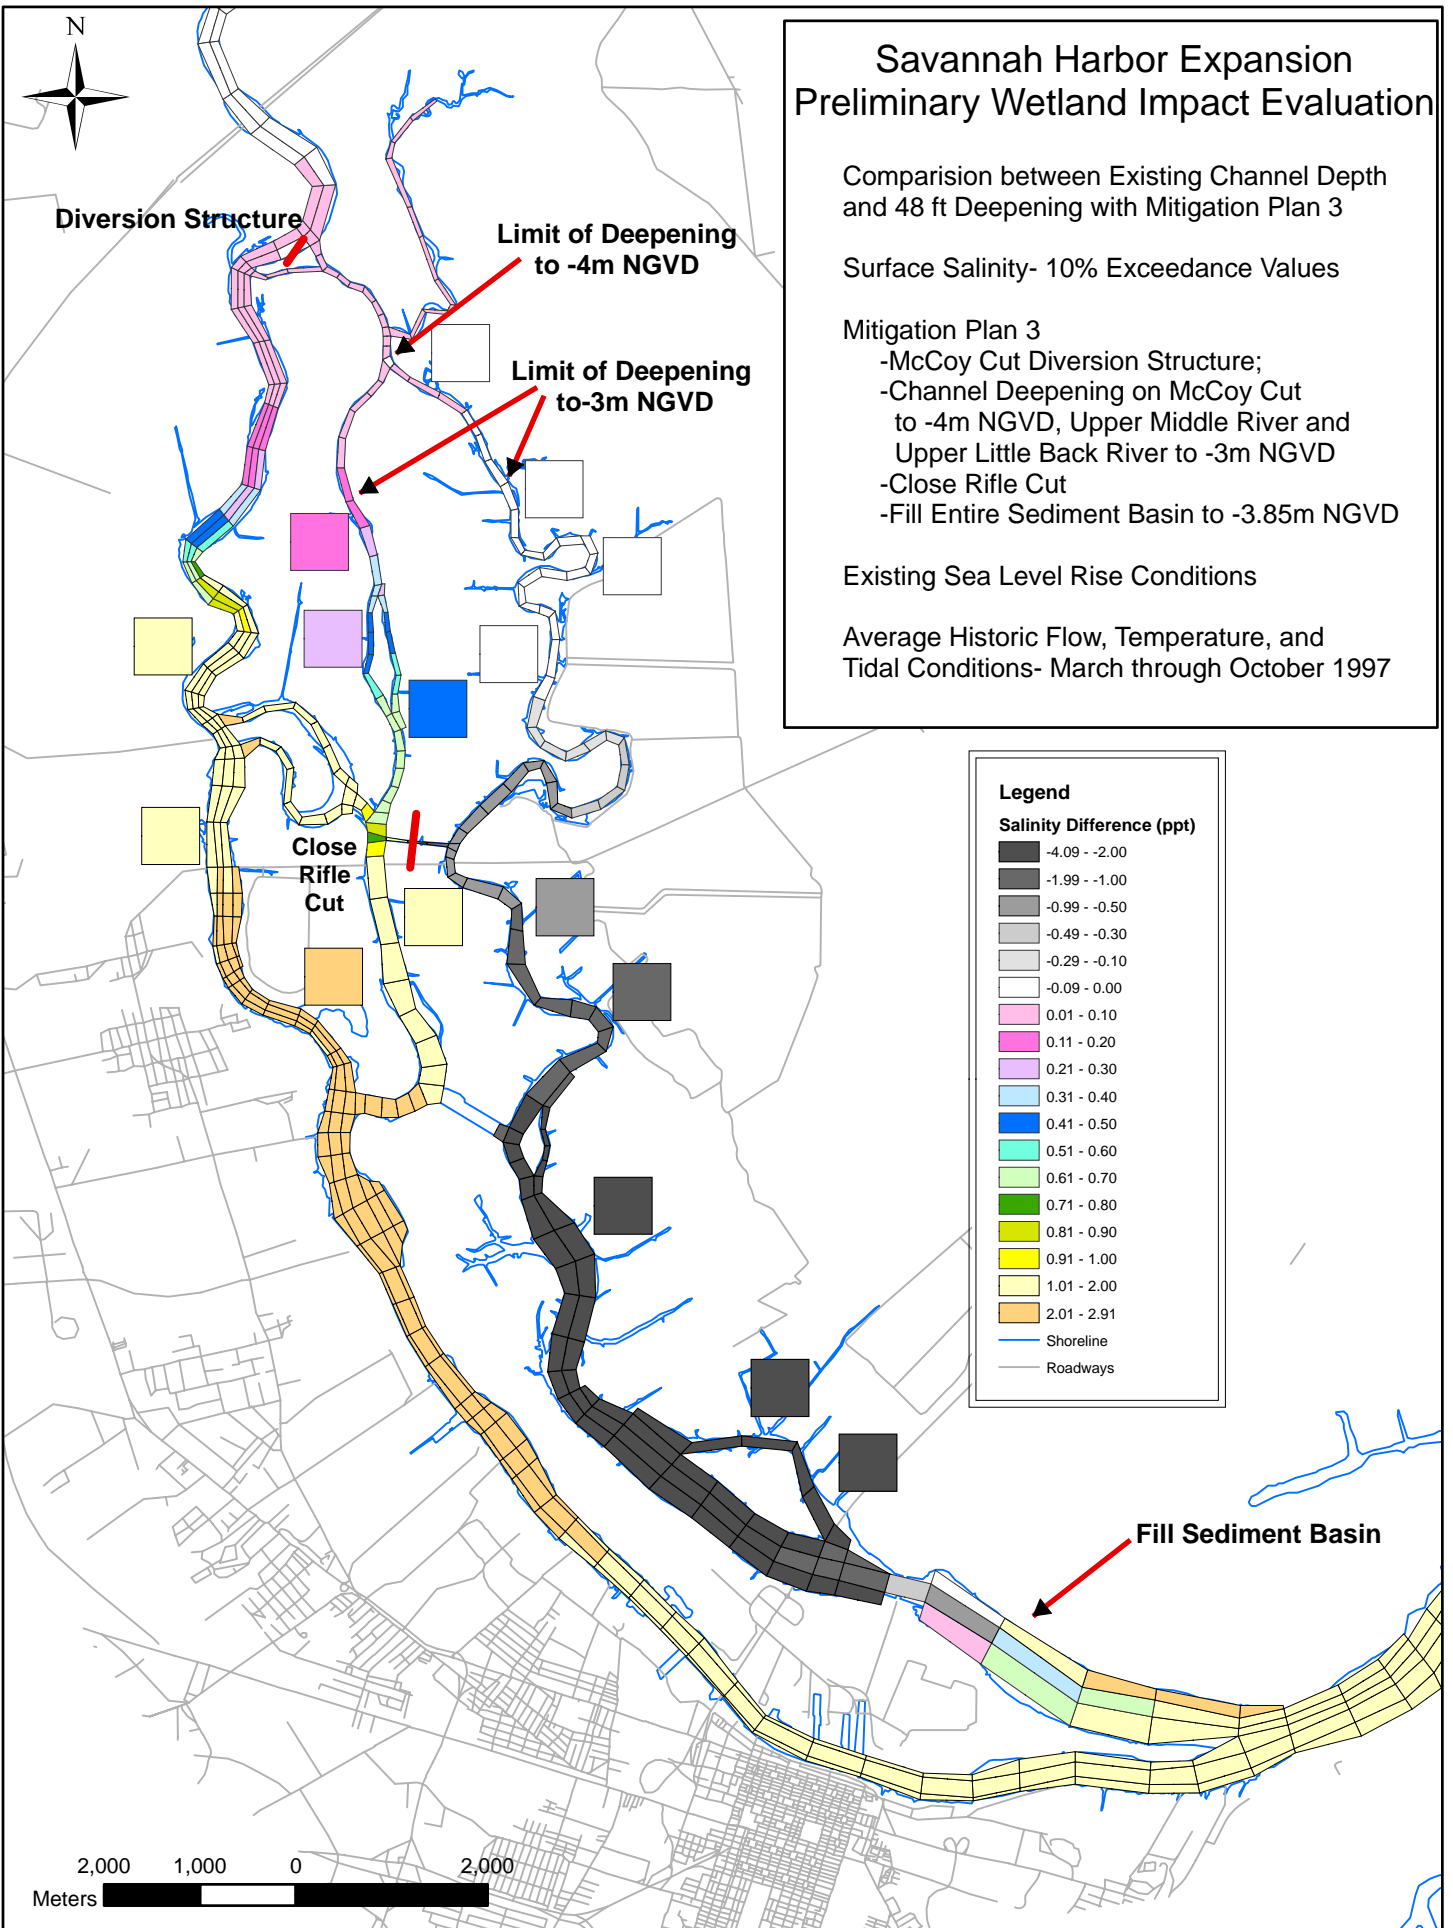 Savannah Harbor Expansion
Preliminary Wetland Impact Evaluation
Comparision between Existing Channel Depth
and 48 ft Deepening with Mitigation Plan 3
Surface Salinity- 10% Exceedance Values
Mitigation Plan 3
-McCoy Cut Diversion Structure;
-Channel Deepening on McCoy Cut
to -4m NGVD, Upper Middle River and
Upper Little Back River to -3m NGVD
-Close Rifle Cut
-Fill Entire Sediment Basin to -3.85m NGVD
Existing Sea Level Rise Conditions
Average Historic Flow, Temperature, and
Tidal Conditions- March through October 1997
N
Diversion Structure
Limit of Deepening
to -4m NGVD
Limit of Deepening
to-3m NGVD
Close
Rifle
Cut
Legend
Salinity Difference (ppt)
-4.09 - -2.00
-1.99 - -1.00
-0.99 - -0.50
-0.49 - -0.30
-0.29 - -0.10
-0.09 - 0.00
0.01 - 0.10
0.11 - 0.20
0.21 - 0.30
0.31 - 0.40
0.41 - 0.50
0.51 - 0.60
0.61 - 0.70
0.71 - 0.80
0.81 - 0.90
0.91 - 1.00
1.01 - 2.00
2.01 - 2.91
Shoreline
Roadways
Fill Sediment Basin
2,000 1,000 0 2,000
Meters